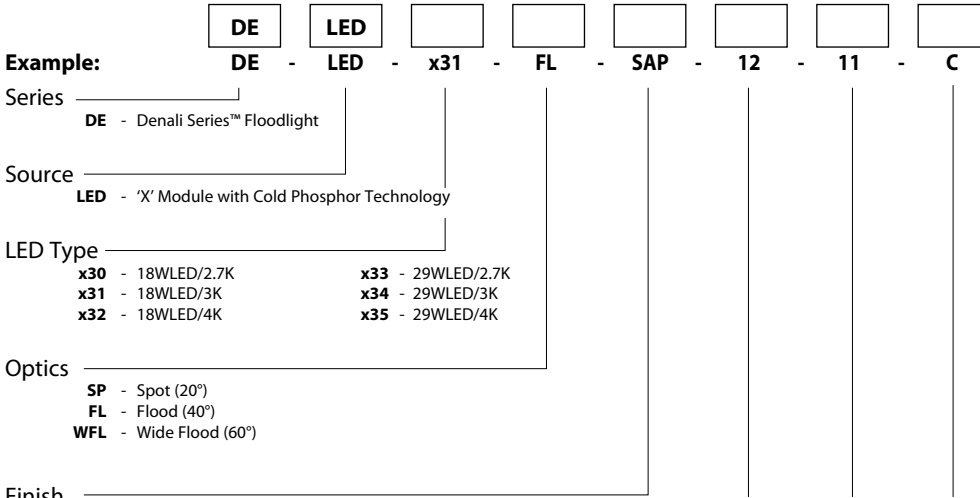 DE LED
Example: DE - LED - x31 - FL - SAP - 12 - 11 - C
Series
DE - Denali Series™ Floodlight
Source
LED - ‘X’ Module with Cold Phosphor Technology
LED Type
x30 - 18WLED/2.7K x33 - 29WLED/2.7K
x31 - 18WLED/3K x34 - 29WLED/3K
x32 - 18WLED/4K x35 - 29WLED/4K
Optics
SP - Spot (20°)
FL - Flood (40°)
WFL - Wide Flood (60°)
Finish